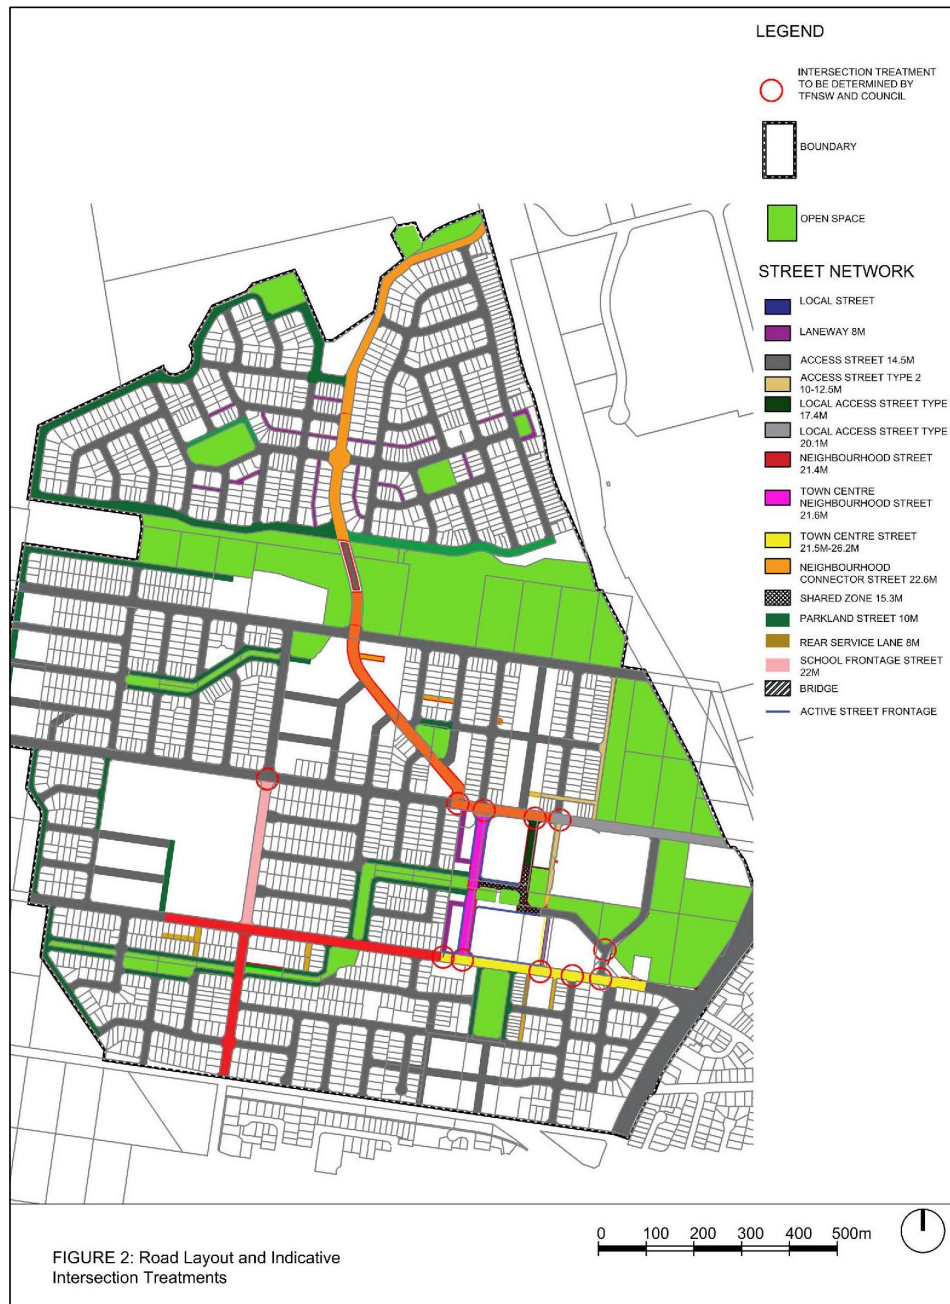 LEGEND
INTERSECTION TREATMENT
TO BE DETERMINED BY
TFNSW AND COUNCIL
BOUNDARY
OPEN SPACE
STREET NETWORK
LOCAL STREET
LANEWAY 8M
ACCESS STREET 14.5M
ACCESS STREET TYPE 2
10-12.5M
LOCAL ACCESS STREET TYPE
17.4M
LOCAL ACCESS STREET TYPE
20.1M
NEIGHBOURHOOD STREET
21.4M
TOWN CENTRE
NEIGHBOURHOOD STREET
21.6M
TOWN CENTRE STREET
21.5M-26.2M
NEIGHBOURHOOD
CONNECTOR STREET 22.6M
SHARED ZONE 15.3M
PARKLAND STREET 10M
REAR SERVICE LANE 8M
SCHOOL FRONTAGE STREET
22M
BRIDGE
ACTIVE STREET FRONTAGE
0 100 200 300 400 500m
FIGURE 2: Road Layout and Indicative
Intersection Treatments